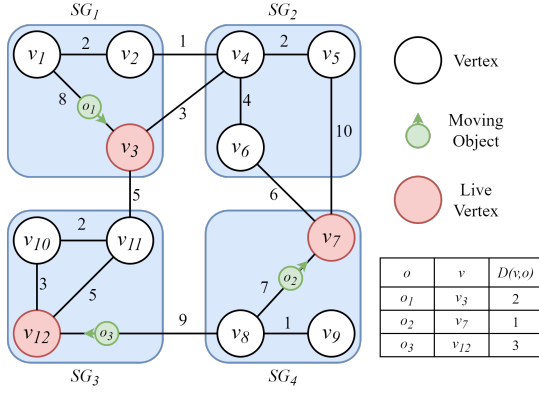 SG1
SG2
v1
2
v2
1
v4
2
v5
Vertex
8
o1
3
4
10
Moving
Object
v3
v6
5
6
Live
Vertex
v10
2
v11
v7
3
5
7
o2
o v D(v,o)
o1 v3 2
o2 v7 1
o3 v12 3
v12
o3
9
v8
1
v9
SG3
SG4